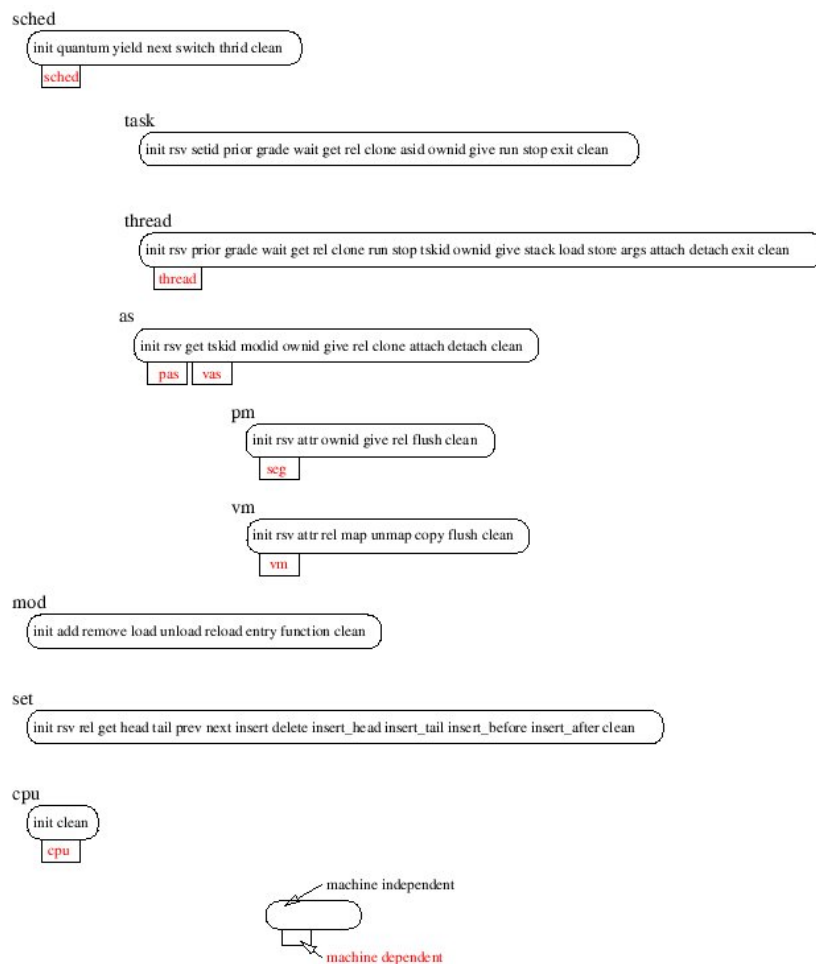 sched
init quantum yield next switch thrid clean
sched
task
init rsv setid prior grade wait get rel clone asid ownid give run stop exit clean
thread
init rsv prior grade wait get rel clone run stop tskid ownid give stack load store args attach detach exit clean
thread
as
init rsv get tskid modid ownid give rel clone attach detach clean
pas vas
pm
init rsv attr ownid give rel flush clean
seg
vm
init rsv attr rel map unmap copy flush clean
vm
mod
init add remove load unload reload entry function clean
set
init rsv rel get head tail prev next insert delete insert_head insert_tail insert_before insert_after clean
cpu
init clean
cpu
machine independent
machine dependent